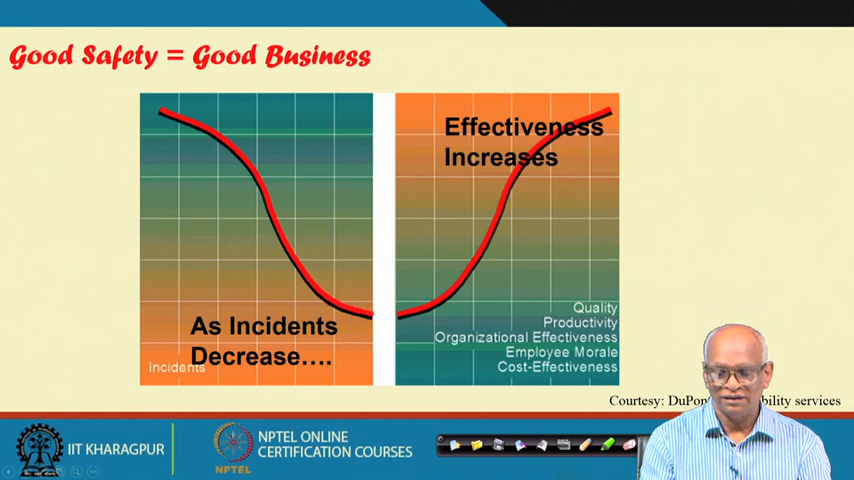 Good Safety = Good Business
Effectiveness
Increases
As Incidents
Decrease....
Incidents
Quality
Productivity
Organizational Effectiveness
Employee Morale
Cost-Effectiveness
Courtesy: DuPon bility services
IIT KHARAGPUR
NPTEL
NPTEL ONLINE
CERTIFICATION COURSES